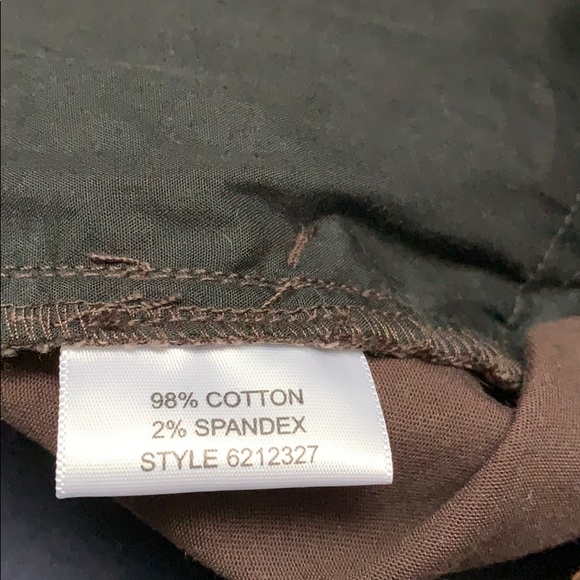 98% COTTON
2% SPANDEX
STYLE 6212327